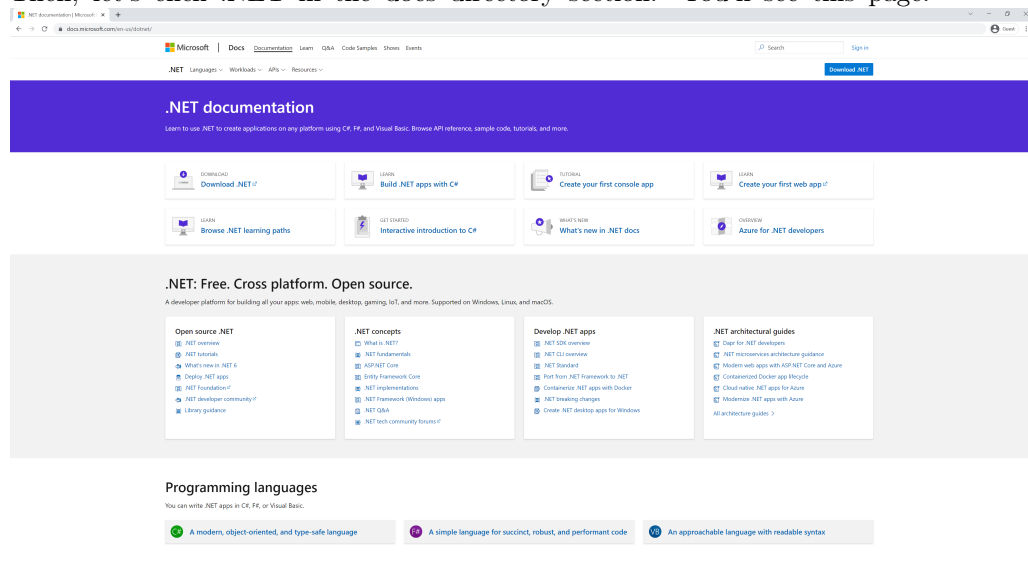 Then, let's click .NET in the docs directory section. You'll see this page.
.NET documentation | Microsoft
docs.microsoft.com/en-us/dotnet/
Guest
Microsoft Docs Documentation Learn Q&A Code Samples Shows Events Search Sign in
.NET Languages Workloads APIs Resources Download .NET
.NET documentation
Learn to use .NET to create applications on any platform using C#, F#, and Visual Basic. Browse API reference, sample code, tutorials, and more.
DOWNLOAD
Download .NET
LEARN
Build .NET apps with C#
TUTORIAL
Create your first console app
LEARN
Create your first web app
LEARN
Browse .NET learning paths
GET STARTED
Interactive introduction to C#
WHAT'S NEW
What's new in .NET docs
OVERVIEW
Azure for .NET developers
.NET: Free. Cross platform. Open source.
A developer platform for building all your apps: web, mobile, desktop, gaming, IoT, and more. Supported on Windows, Linux, and macOS.
Open source .NET
.NET overview
.NET tutorials
What's new in .NET 6
Deploy .NET apps
.NET Foundation
.NET developer community
Library guidance
.NET concepts
What is .NET?
.NET fundamentals
ASP.NET Core
Entity Framework Core
.NET implementations
.NET Framework (Windows) apps
.NET Q&A
.NET tech community forums
Develop .NET apps
.NET SDK overview
.NET CLI overview
.NET Standard
Port from .NET Framework to .NET
Containerize .NET apps with Docker
.NET breaking changes
Create .NET desktop apps for Windows
.NET architectural guides
Dapr for .NET developers
.NET microservices architecture guidance
Modern web apps with ASP.NET Core and Azure
Containerized Docker app lifecycle
Cloud native .NET apps for Azure
Modernize .NET apps with Azure
All architecture guides >
Programming languages
You can write .NET apps in C#, F#, or Visual Basic.
C# A modern, object-oriented, and type-safe language
F# A simple language for succinct, robust, and performant code
VB An approachable language with readable syntax